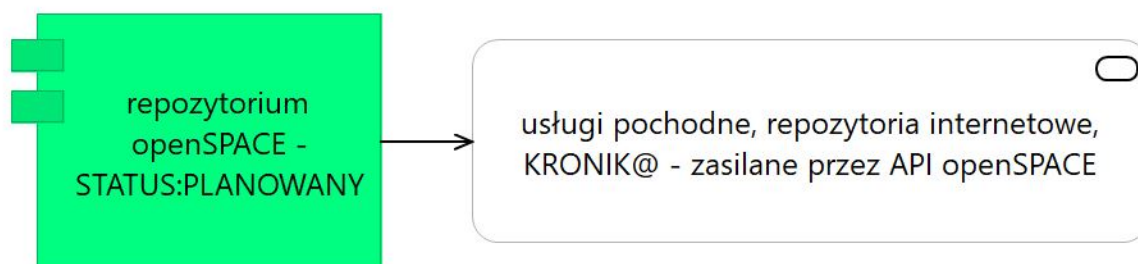 repozytorium
openSPACE -
STATUS:PLANOWANY
usługi pochodne, repozytoria internetowe,
KRONIK@ - zasilane przez API openSPACE